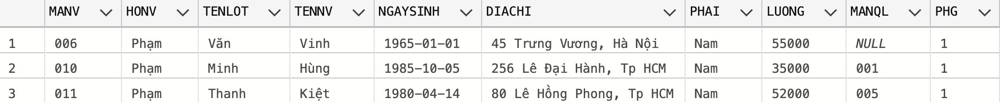 MANV HONV TENLOT TENNV NGAYSINH DIACHI PHAI LUONG MANQL PHG
1 006 Phạm Văn Vinh 1965-01-01 45 Trưng Vương, Hà Nội Nam 55000 NULL 1
2 010 Phạm Minh Hùng 1985-10-05 256 Lê Đại Hành, Tp HCM Nam 35000 001 1
3 011 Phạm Thanh Kiệt 1980-04-14 80 Lê Hồng Phong, Tp HCM Nam 52000 005 1